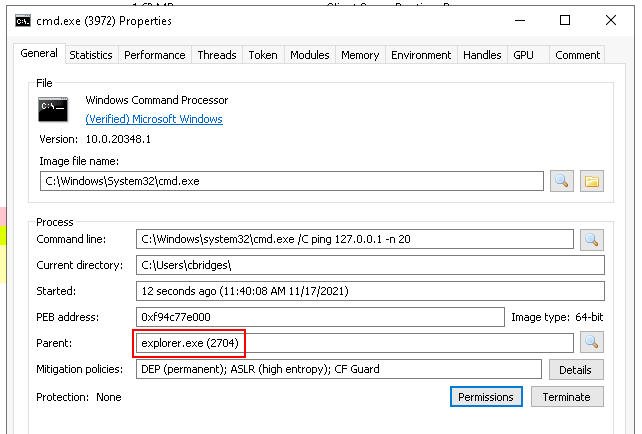 cmd.exe (3972) Properties
General Statistics Performance Threads Token Modules Memory Environment Handles GPU Comment
File
Windows Command Processor
(Verified) Microsoft Windows
Version: 10.0.20348.1
Image file name:
C:\Windows\System32\cmd.exe
Process
Command line: C:\Windows\system32\cmd.exe /C ping 127.0.0.1 -n 20
Current directory: C:\Users\cbridges\
Started: 12 seconds ago (11:40:08 AM 11/17/2021)
PEB address: 0xf94c77e000 Image type: 64-bit
Parent: explorer.exe (2704)
Mitigation policies: DEP (permanent); ASLR (high entropy); CF Guard Details
Protection: None Permissions Terminate